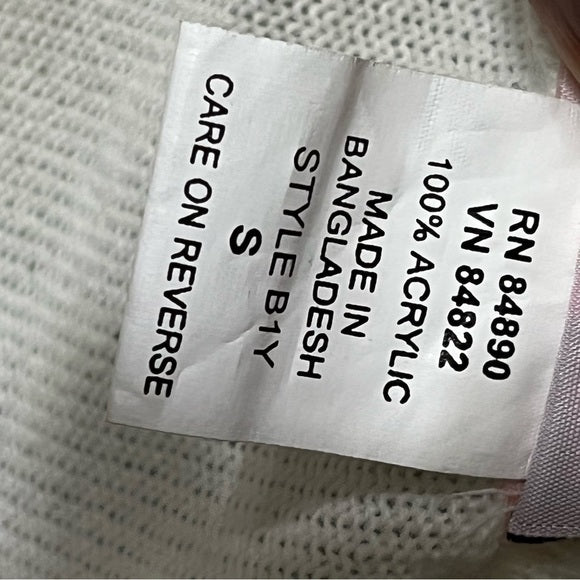 RN 84890
VN 84822
100% ACRYLIC
MADE IN
BANGLADESH
STYLE B1Y
S
CARE ON REVERSE